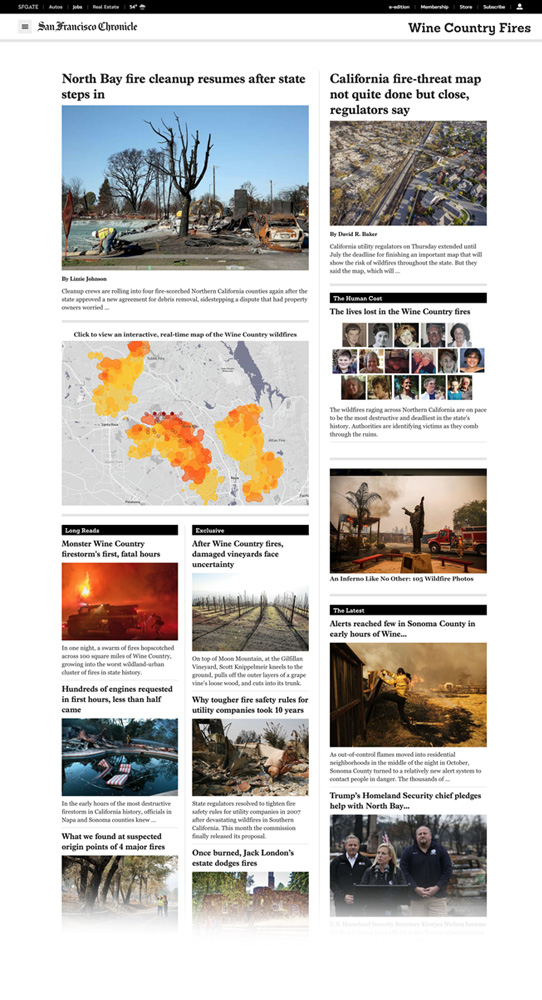 SFGATE Autos Jobs Real Estate 54°
e-edition Membership Store Subscribe
San Francisco Chronicle
Wine Country Fires
North Bay fire cleanup resumes after state
steps in
By Lizzie Johnson
Cleanup crews are rolling into four fire-scorched Northern California counties again after the
state approved a new agreement for debris removal, sidestepping a dispute that had property
owners worried ...
Click to view an interactive, real-time map of the Wine Country wildfires
Santa Rosa
Napa
Atlas Fire
Long Reads
Monster Wine Country
firestorm's first, fatal hours
In one night, a swarm of fires hopscotched
across 100 square miles of Wine Country,
growing into the worst wildland-urban
cluster of fires in state history.
Hundreds of engines requested
in first hours, less than half
came
In the early hours of the most destructive
firestorm in California history, officials in
Napa and Sonoma counties knew ...
What we found at suspected
origin points of 4 major fires
Exclusive
After Wine Country fires,
damaged vineyards face
uncertainty
On top of Moon Mountain, at the Gilfillan
Vineyard, Scott Knippelmeir kneels to the
ground, pulls off the outer layers of a grape
vine's loose wood, and cuts into its trunk.
Why tougher fire safety rules for
utility companies took 10 years
State regulators resolved to tighten fire
safety rules for utility companies in 2007
after devastating wildfires in Southern
California. This month the commission
finally released its proposal.
Once burned, Jack London's
estate dodges fires
California fire-threat map
not quite done but close,
regulators say
By David R. Baker
California utility regulators on Thursday extended until
July the deadline for finishing an important map that will
show the risk of wildfires throughout the state. But they
said the map, which will ...
The Human Cost
The lives lost in the Wine Country fires
The wildfires raging across Northern California are on pace
to be the most destructive and deadliest in the state's
history. Authorities are identifying victims as they comb
through the ruins.
An Inferno Like No Other: 105 Wildfire Photos
The Latest
Alerts reached few in Sonoma County in
early hours of Wine...
As out-of-control flames moved into residential
neighborhoods in the middle of the night in October,
Sonoma County turned to a relatively new alert system to
contact people in danger. The thousands of ...
Trump's Homeland Security chief pledges
help with North Bay...
U.S. Homeland Security Secretary Kirstjen Nielsen became